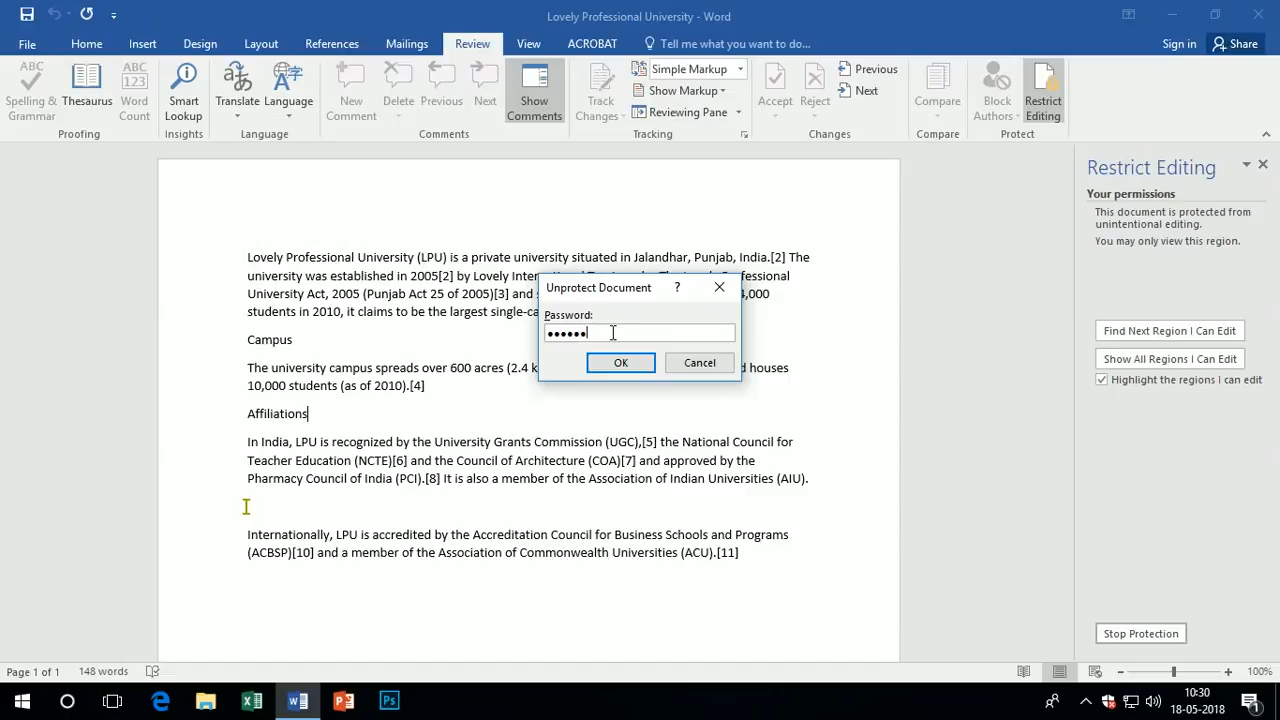 Lovely Professional University - Word
File Home Insert Design Layout References Mailings Review View ACROBAT Tell me what you want to do... Sign in Share
Spelling & Grammar
Thesaurus
ABC 123 Word Count
Smart Lookup
Translate
Language
New Comment
Delete
Previous
Next
Show Comments
Track Changes
Simple Markup
Show Markup
Reviewing Pane
Accept
Reject
Previous
Next
Compare
Block Authors
Restrict Editing
Proofing Insights Language Comments Tracking Changes Compare Protect
Lovely Professional University (LPU) is a private university situated in Jalandhar, Punjab, India.[2] The
university was established in 2005[2] by Lovely
University Act, 2005 (Punjab Act 25 of 2005)[3] and
students in 2010, it claims to be the largest
Campus
The university campus spreads over 600 acres (2.4 houses
10,000 students (as of 2010).[4]
Affiliations
In India, LPU is recognized by the University Grants Commission (UGC),[5] the National Council for
Teacher Education (NCTE)[6] and the Council of Architecture (COA)[7] and approved by the
Pharmacy Council of India (PCI).[8] It is also a member of the Association of Indian Universities (AIU).
Internationally, LPU is accredited by the Accreditation Council for Business Schools and Programs
(ACBSP)[10] and a member of the Association of Commonwealth Universities (ACU).[11]
Unprotect Document ?
Password:
••••••
OK Cancel
Restrict Editing
Your permissions
This document is protected from
unintentional editing.
You may only view this region.
Find Next Region I Can Edit
Show All Regions I Can Edit
Highlight the regions I can edit
Stop Protection
Page 1 of 1 148 words 100%
10:30
18-05-2018